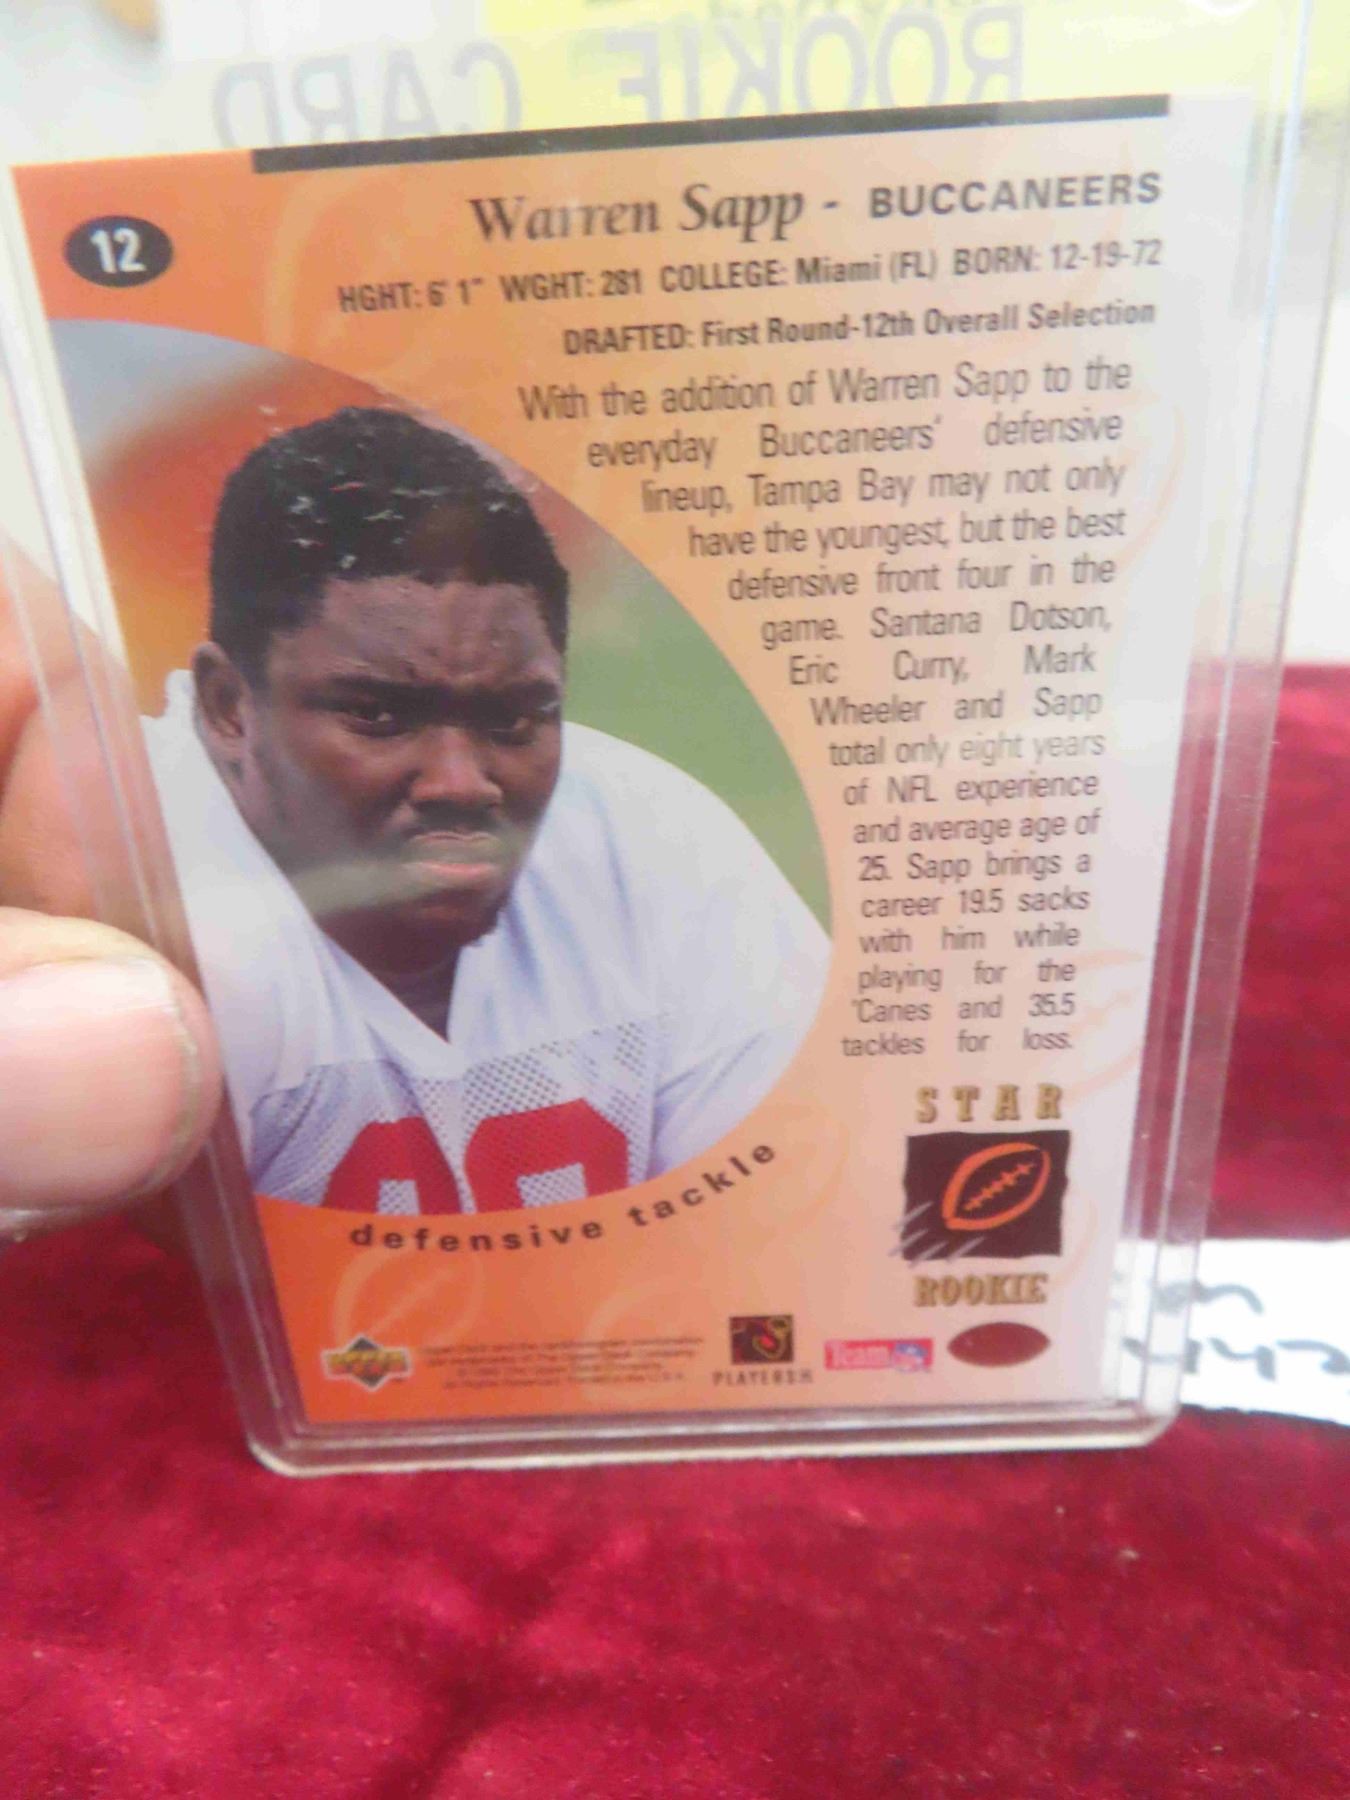 ROOKIE CARD
12
Warren Sapp - BUCCANEERS
HGHT: 6' 1" WGHT: 281 COLLEGE: Miami (FL) BORN: 12-19-72
DRAFTED: First Round-12th Overall Selection
With the addition of Warren Sapp to the
everyday Buccaneers' defensive
lineup, Tampa Bay may not only
have the youngest, but the best
defensive front four in the
game. Santana Dotson,
Eric Curry, Mark
Wheeler and Sapp
total only eight years
of NFL experience
and average age of
25. Sapp brings a
career 19.5 sacks
with him while
playing for the
'Canes and 35.5
tackles for loss.
defensive tackle
STAR
ROOKIE
PLAYERS
Team NFL